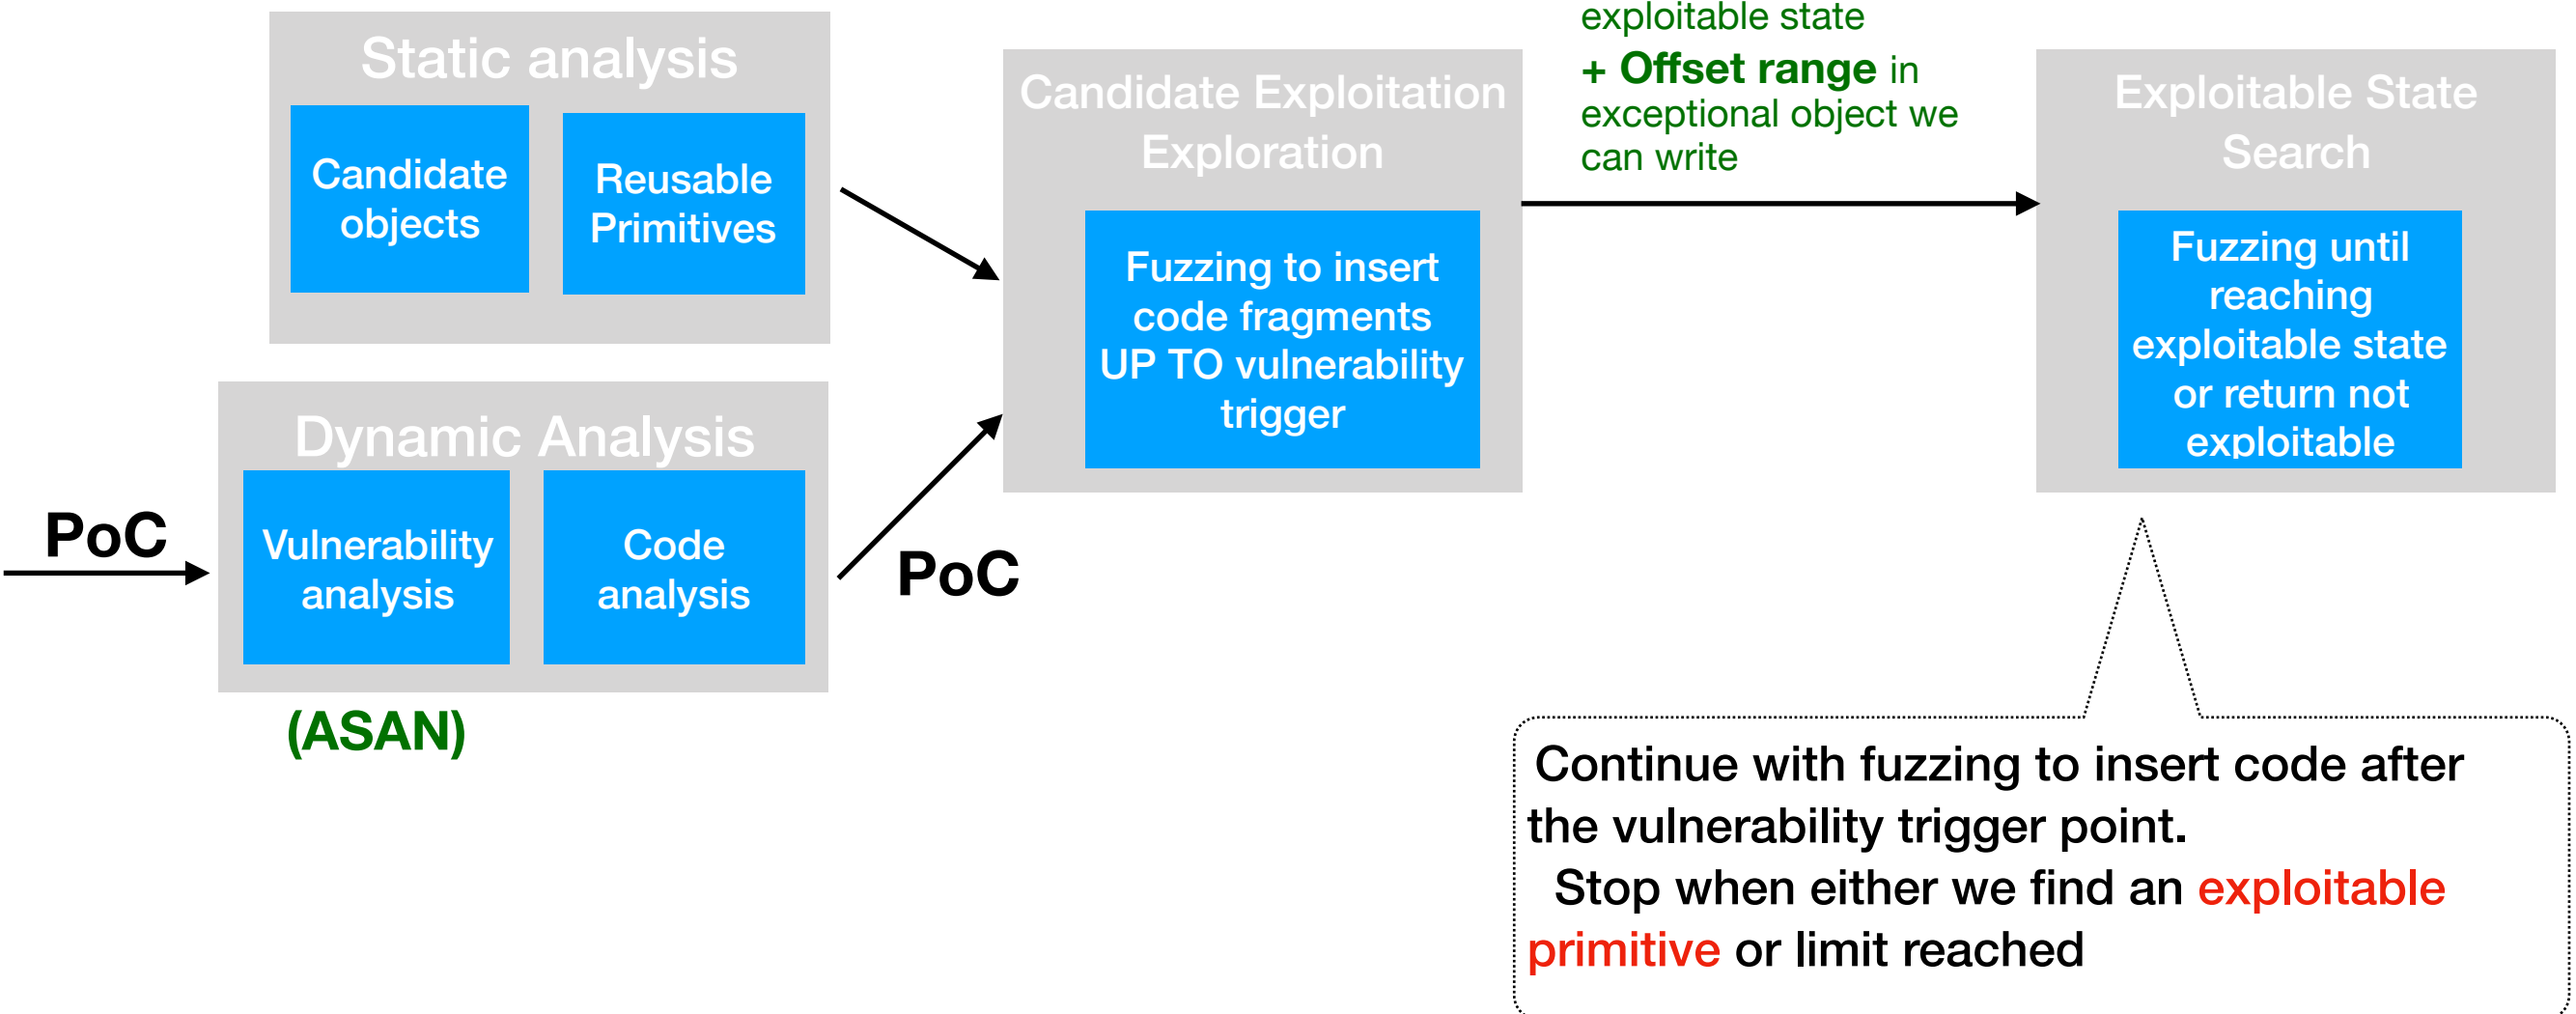 Static analysis
Candidate
objects
Reusable
Primitives
PoC
Dynamic Analysis
Vulnerability
analysis
Code
analysis
(ASAN)
PoC
Candidate Exploitation
Exploration
Fuzzing to insert
code fragments
UP TO vulnerability
trigger
exploitable state
+ Offset range in
exceptional object we
can write
Exploitable State
Search
Fuzzing until
reaching
exploitable state
or return not
exploitable
Continue with fuzzing to insert code after
the vulnerability trigger point.
Stop when either we find an exploitable
primitive or limit reached